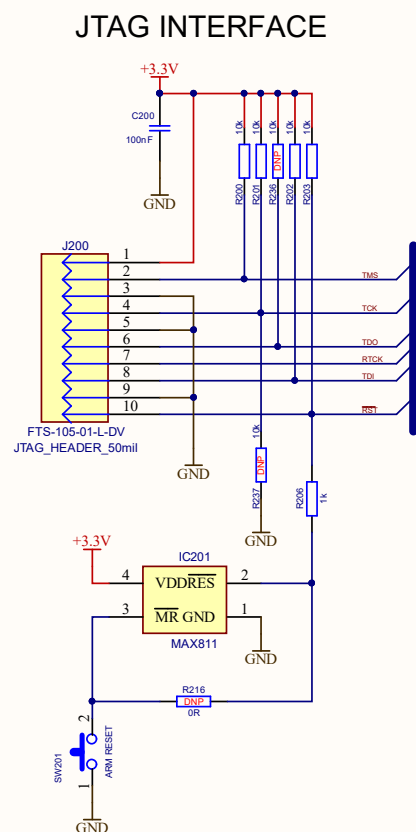 JTAG INTERFACE
+3.3V
C200
100nF
GND
10k
10k
10k
10k
10k
DNP
R200
R201
R236
R202
R203
J200
1
2
3
4
5
6
7
8
9
10
TMS
TCK
TDO
RTCK
TDI
RST
FTS-105-01-L-DV
JTAG_HEADER_50mil
GND
10k
DNP
R237
GND
R206
1k
+3.3V
IC201
4
VDD
RES
2
3
MR
GND
1
MAX811
GND
R216
DNP
0R
2
SW201
ARM RESET
1
GND